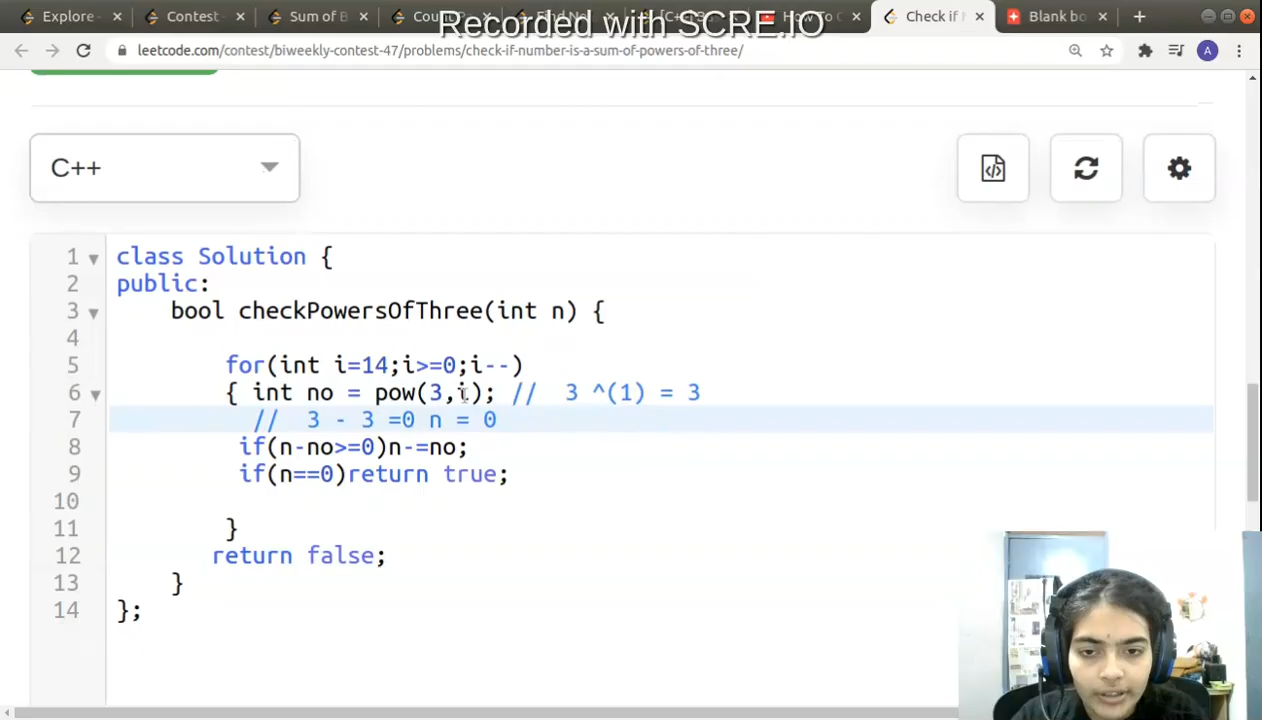 Explore -
Contest -
Sum of B
Recorded with SCRE.IO
Check if
Blank bo
leetcode.com/contest/biweekly-contest-47/problems/check-if-number-is-a-sum-of-powers-of-three/
A
C++
1 class Solution {
2 public:
3 bool checkPowersOfThree(int n) {
4
5 for(int i=14;i>=0;i--)
6 { int no = pow(3,i); // 3 ^(1) = 3
7 // 3 - 3 =0 n = 0
8 if(n-no>=0)n-=no;
9 if(n==0)return true;
10
11 }
12 return false;
13 }
14 };